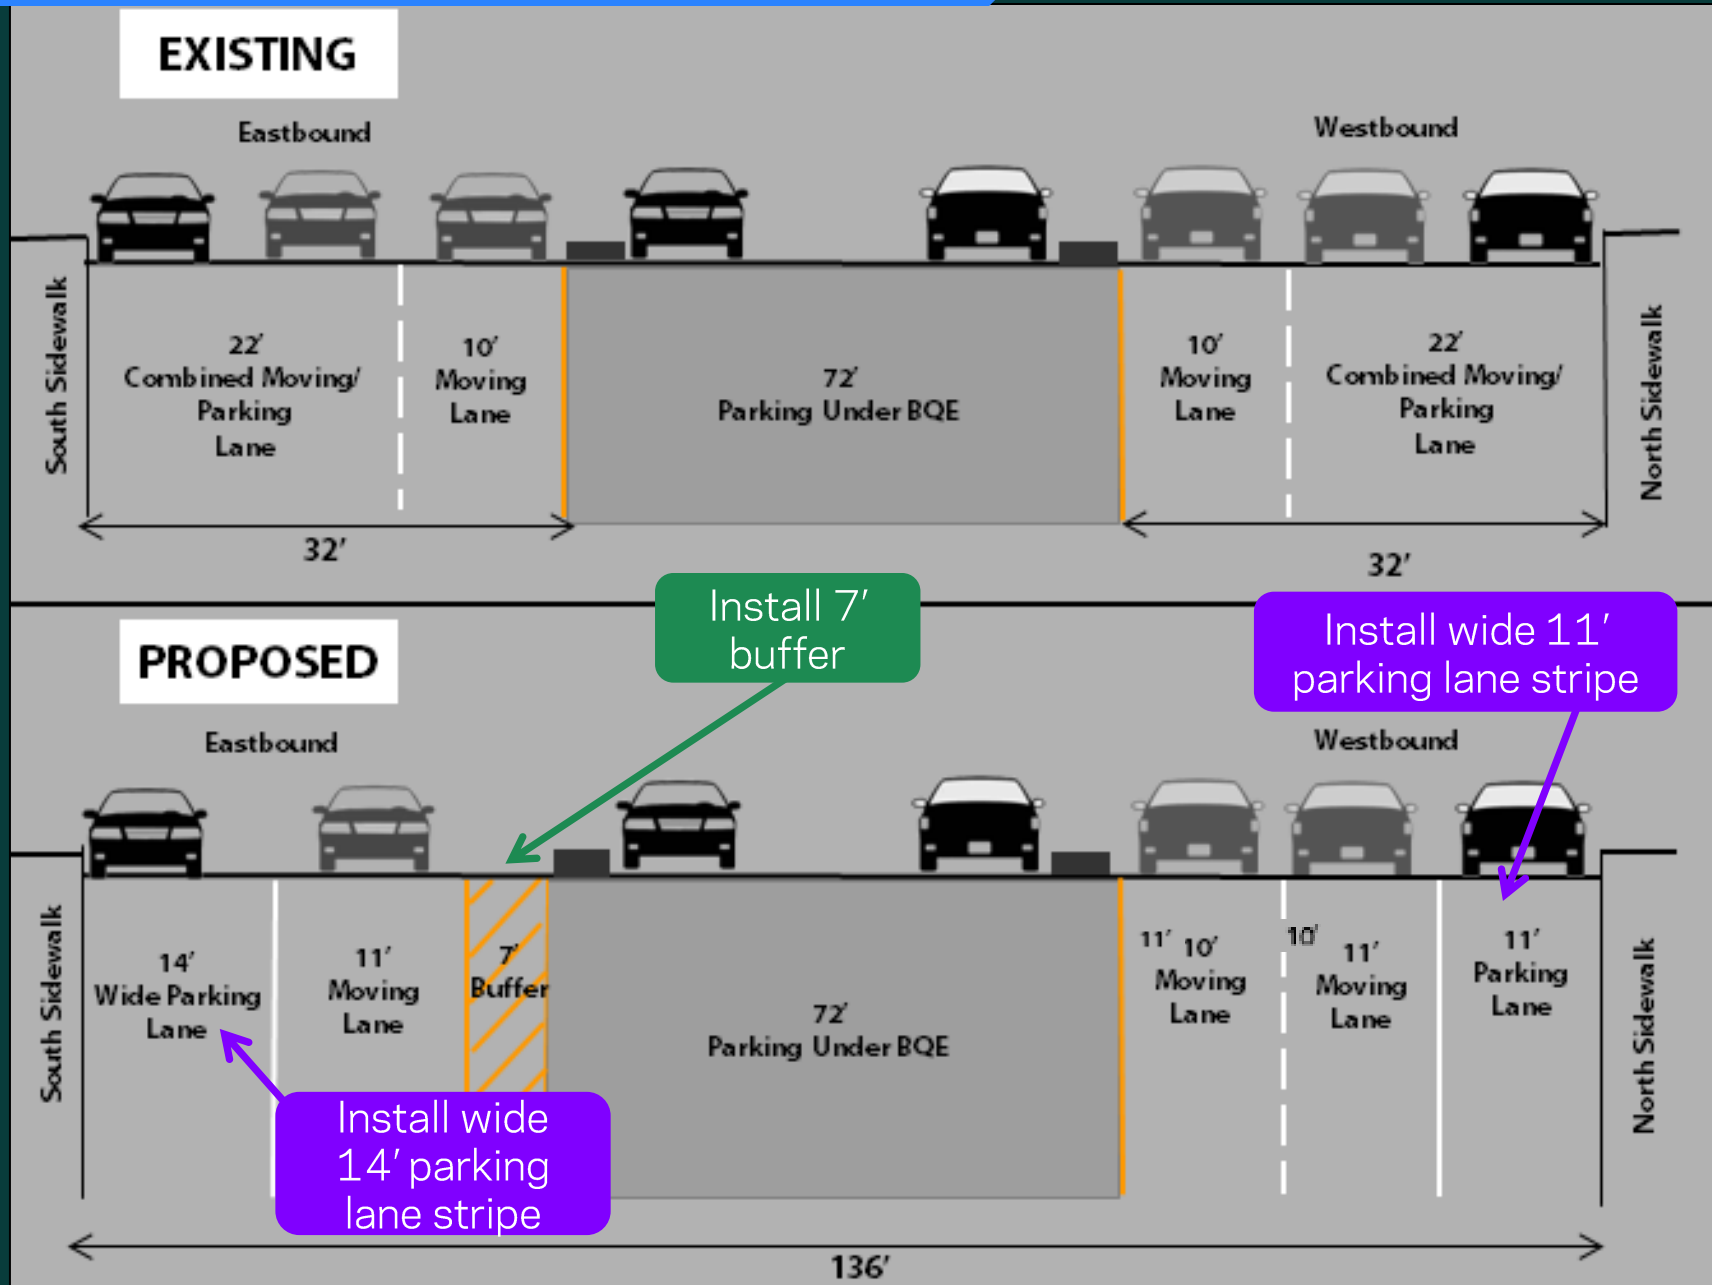 EXISTING
Eastbound
Westbound
South Sidewalk
22′
Combined Moving/
Parking
Lane
10′
Moving
Lane
72′
Parking Under BQE
10′
Moving
Lane
22′
Combined Moving/
Parking
Lane
North Sidewalk
32′
32′
Install 7′
buffer
Install wide 11′
parking lane stripe
PROPOSED
Eastbound
Westbound
South Sidewalk
14′
Wide Parking
Lane
11′
Moving
Lane
7′
Buffer
72′
Parking Under BQE
11′ 10′
Moving
Lane
10′
11′
Moving
Lane
11′
Parking
Lane
North Sidewalk
Install wide
14′ parking
lane stripe
136′